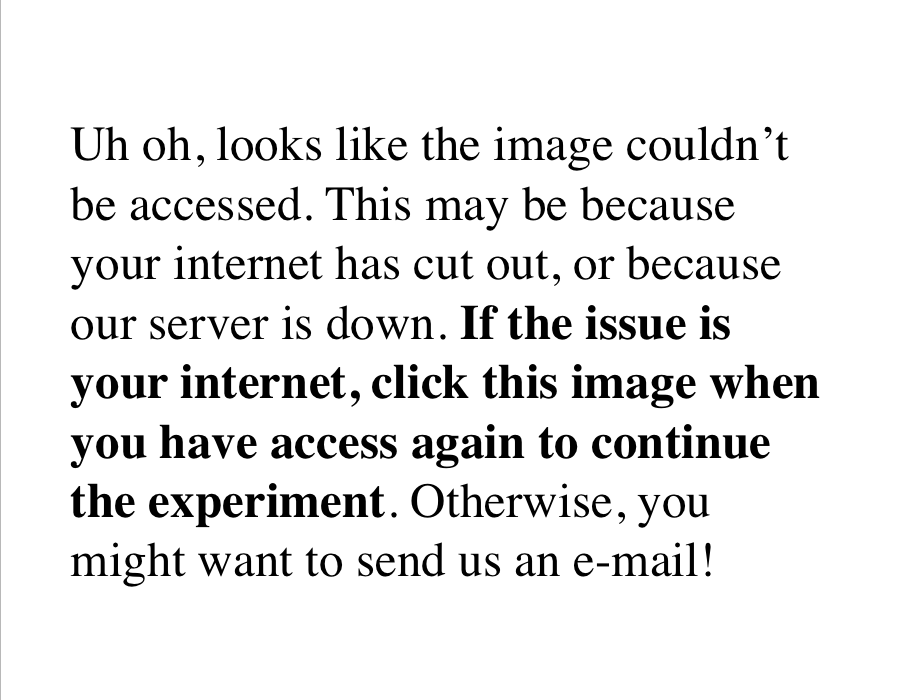 Uh oh, looks like the image couldn’t
be accessed. This may be because
your internet has cut out, or because
our server is down. If the issue is
your internet, click this image when
you have access again to continue
the experiment. Otherwise, you
might want to send us an e-mail!